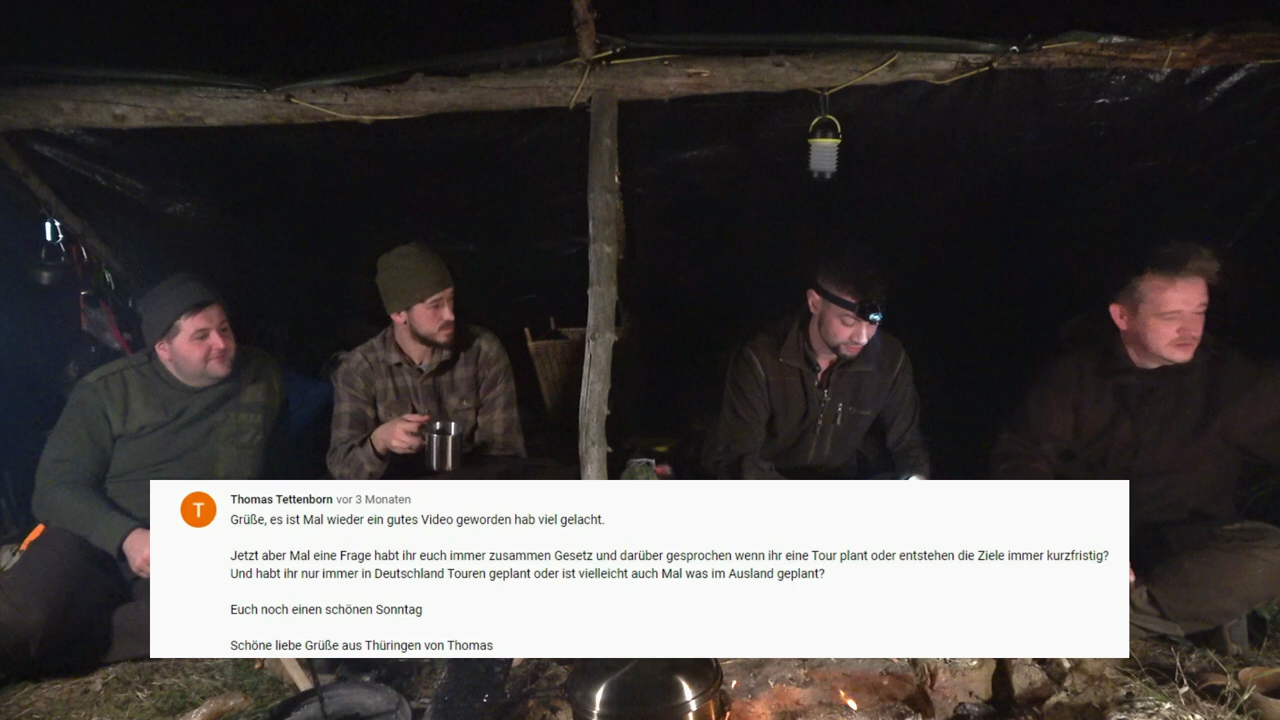 T
Thomas Tettenborn vor 3 Monaten
Grüße, es ist Mal wieder ein gutes Video geworden hab viel gelacht.
Jetzt aber Mal eine Frage habt ihr euch immer zusammen Gesetz und darüber gesprochen wenn ihr eine Tour plant oder entstehen die Ziele immer kurzfristig?
Und habt ihr nur immer in Deutschland Touren geplant oder ist vielleicht auch Mal was im Ausland geplant?
Euch noch einen schönen Sonntag
Schöne liebe Grüße aus Thüringen von Thomas